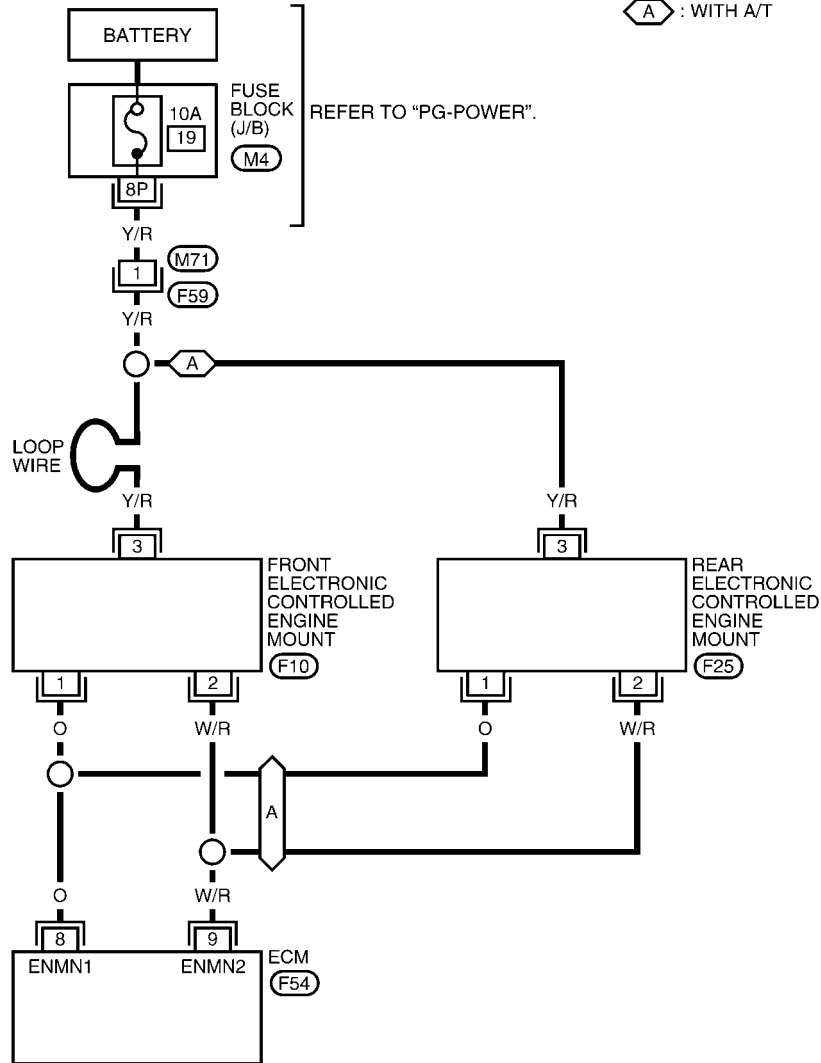 A : WITH A/T
BATTERY
10A
19
FUSE
BLOCK
(J/B)
M4
REFER TO “PG-POWER”.
8P
Y/R
1
M71
F59
Y/R
A
LOOP
WIRE
Y/R
Y/R
3
FRONT
ELECTRONIC
CONTROLLED
ENGINE
MOUNT
F10
3
REAR
ELECTRONIC
CONTROLLED
ENGINE
MOUNT
F25
1
2
1
2
O
W/R
O
W/R
A
O
W/R
8
9
ENMN1
ENMN2
ECM
F54